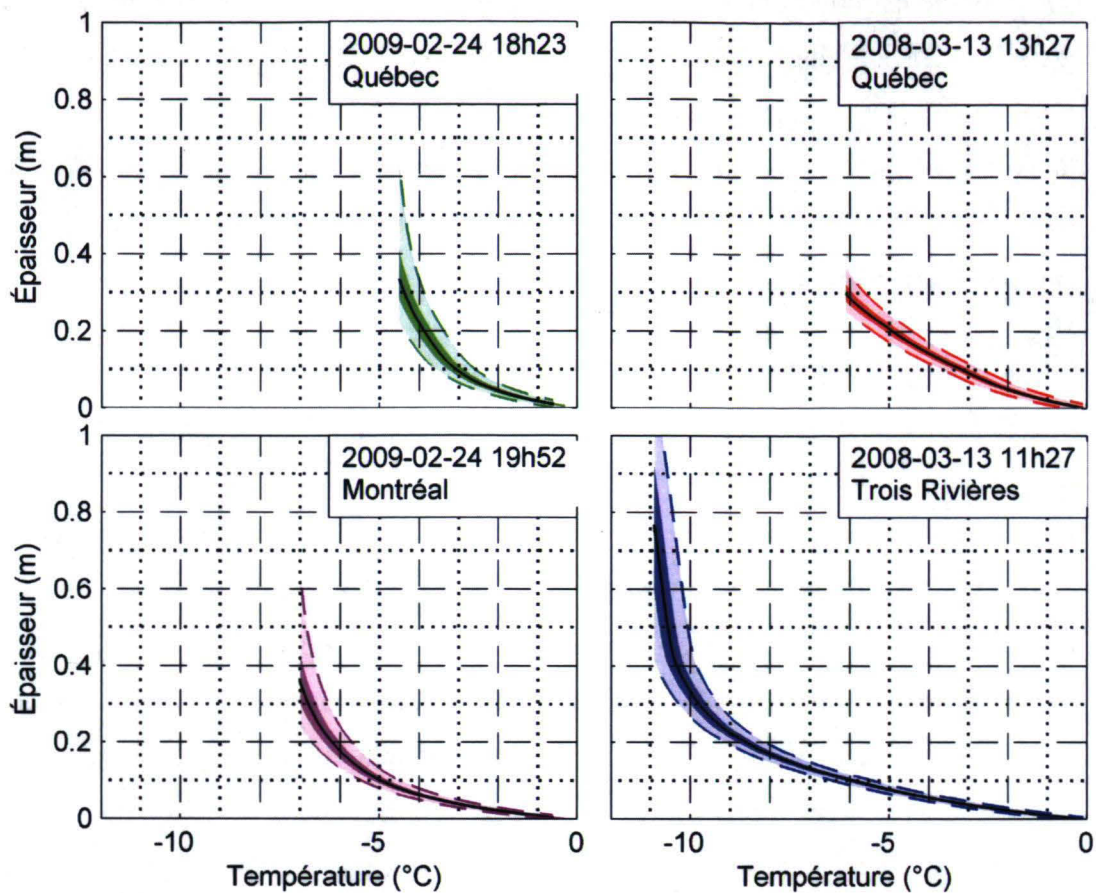 1
0.8
0.6
0.4
0.2
0
Épaisseur (m)
2009-02-24 18h23
Québec
2008-03-13 13h27
Québec
1
0.8
0.6
0.4
0.2
0
Épaisseur (m)
2009-02-24 19h52
Montréal
2008-03-13 11h27
Trois Rivières
-10 -5 0
Température (°C)
-10 -5 0
Température (°C)